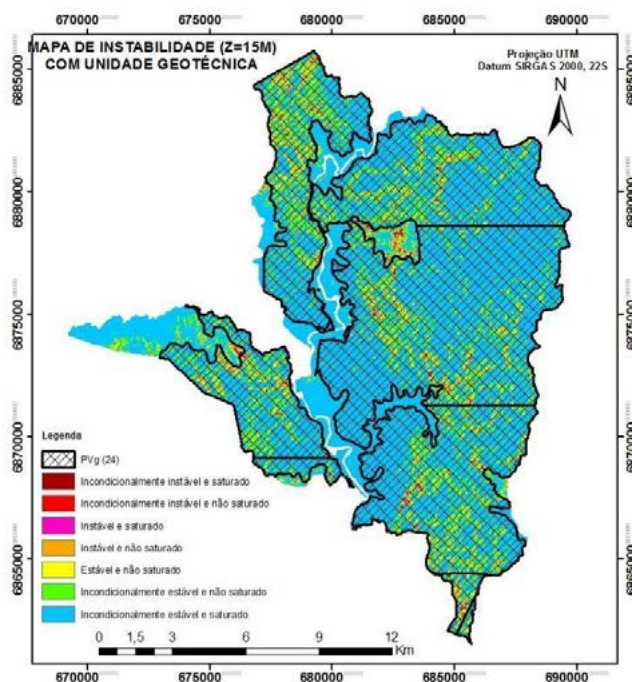 670000 675000 680000 685000 690000
MAPA DE INSTABILIDADE (Z=15M)
COM UNIDADE GEOTÉCNICA
Projeção UTM
Datum SIRGAS 2000, 22S
N
6885000
6880000
6875000
6870000
6865000
6885000
6880000
6875000
6870000
6865000
Legenda
PVg (24)
Incondicionalmente instável e saturado
Incondicionalmente instável e não saturado
Instável e saturado
Instável e não saturado
Estável e não saturado
Incondicionalmente estável e não saturado
Incondicionalmente estável e saturado
0 1,5 3 6 9 12
Km
670000 675000 680000 685000 690000